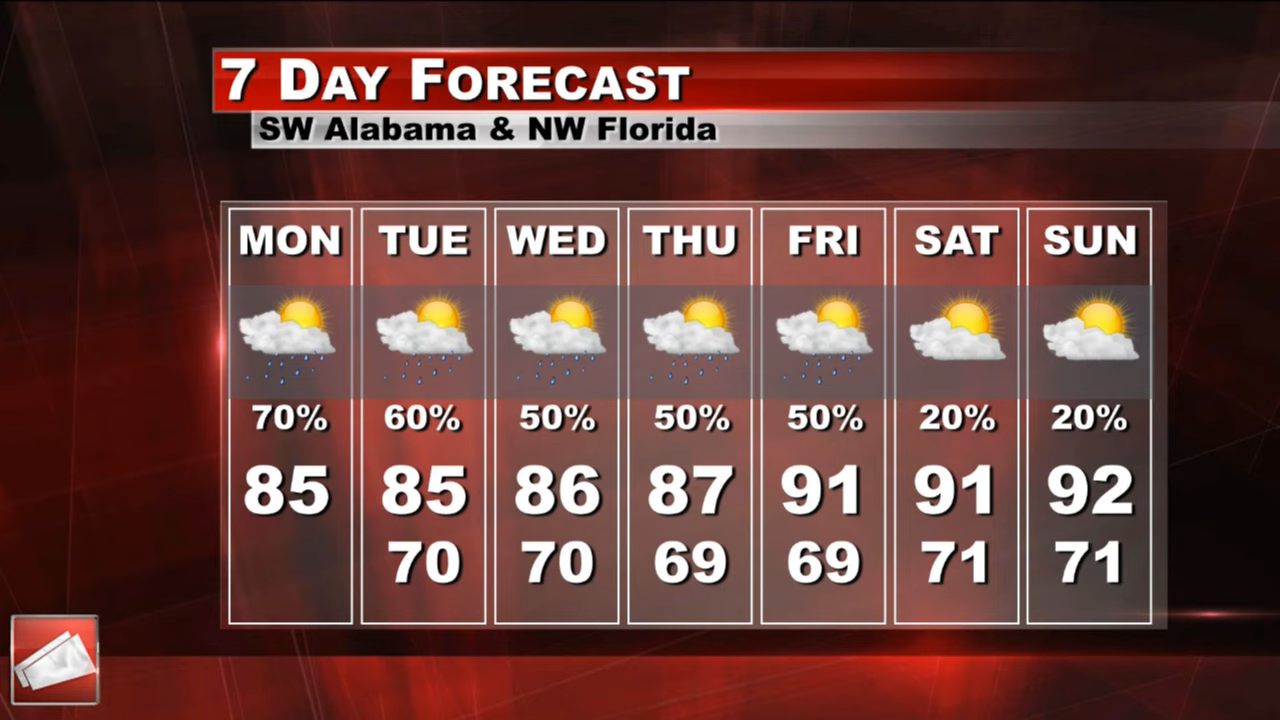 7 Day Forecast
SW Alabama & NW Florida
MON TUE WED THU FRI SAT SUN
70% 60% 50% 50% 50% 20% 20%
85 85 86 87 91 91 92
70 70 69 69 71 71